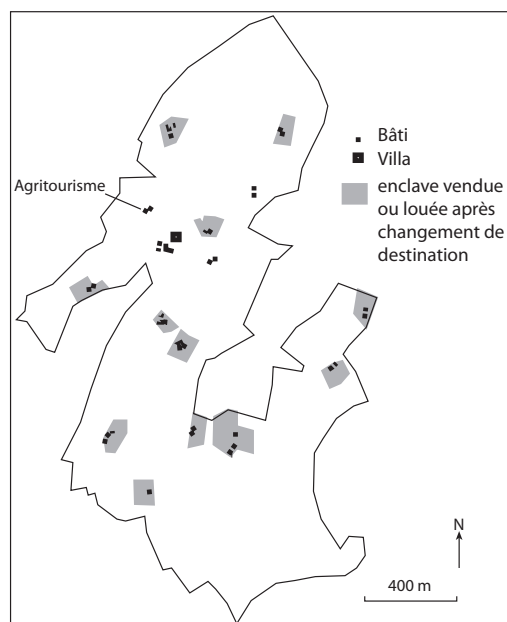 Bâti
Villa
Agritourisme
enclave vendue
ou louée après
changement de
destination
N
400 m